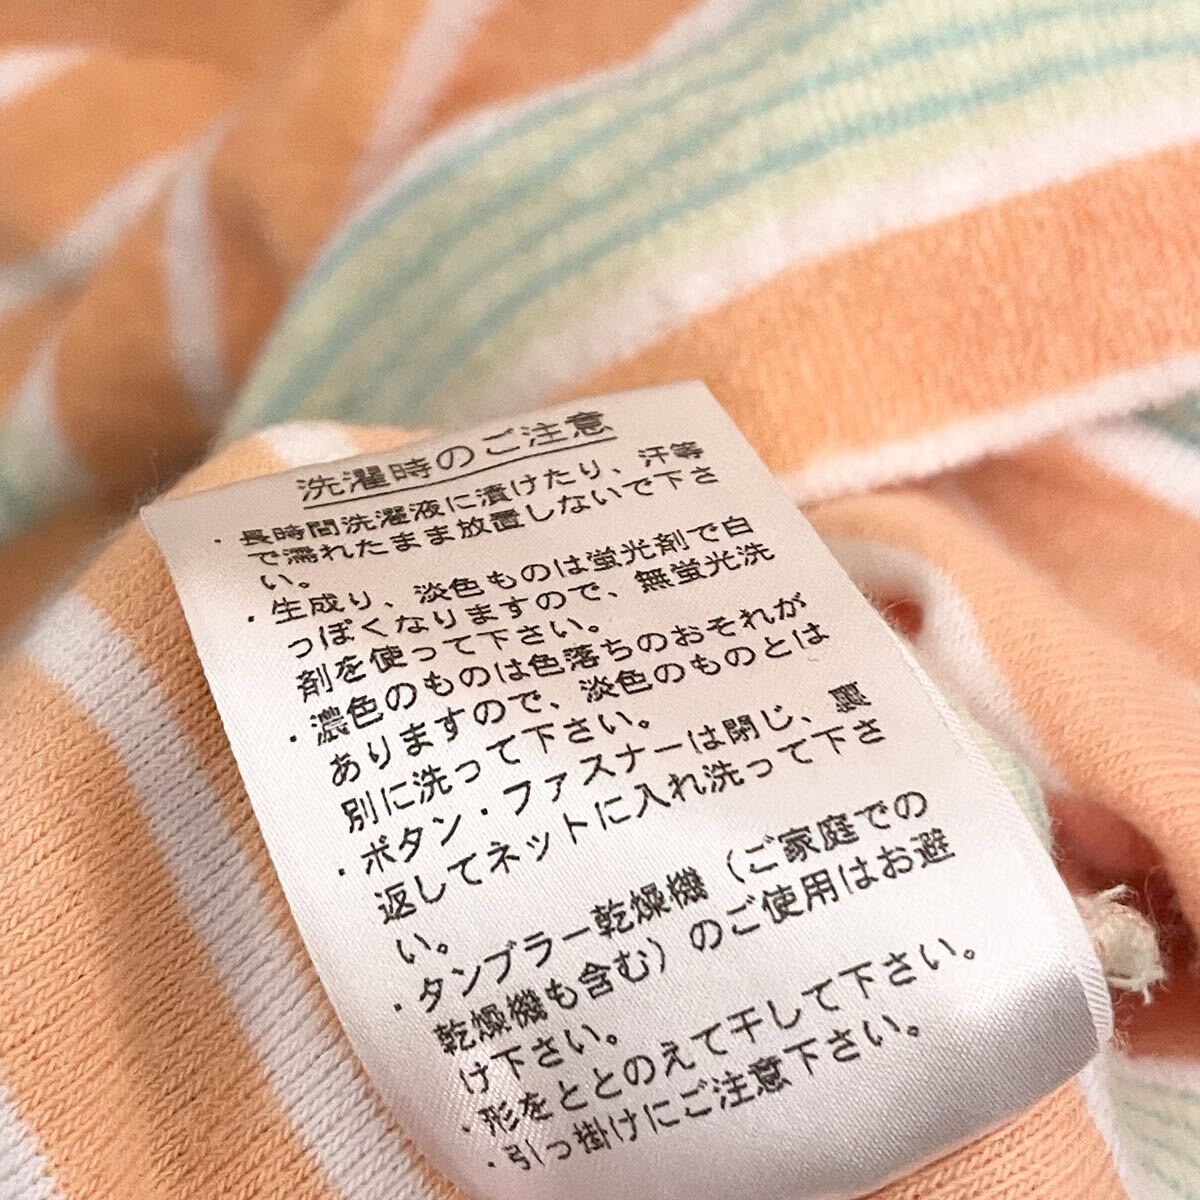 洗濯時のご注意
・長時間洗濯液に漬けたり、汗等
で濡れたまま放置しないで下さ
い。
・生成り、淡色ものは蛍光剤で白
っぽくなりますので、無蛍光洗
剤を使って下さい。
・濃色のものは色落ちのおそれが
ありますので、淡色のものとは
別に洗って下さい。
・ボタン・ファスナーは閉じ、裏
返してネットに入れ洗って下さ
い。
・タンブラー乾燥機（ご家庭での
乾燥機も含む）のご使用はお避
け下さい。
・形をととのえて干して下さい。
・引っ掛けにご注意下さい。